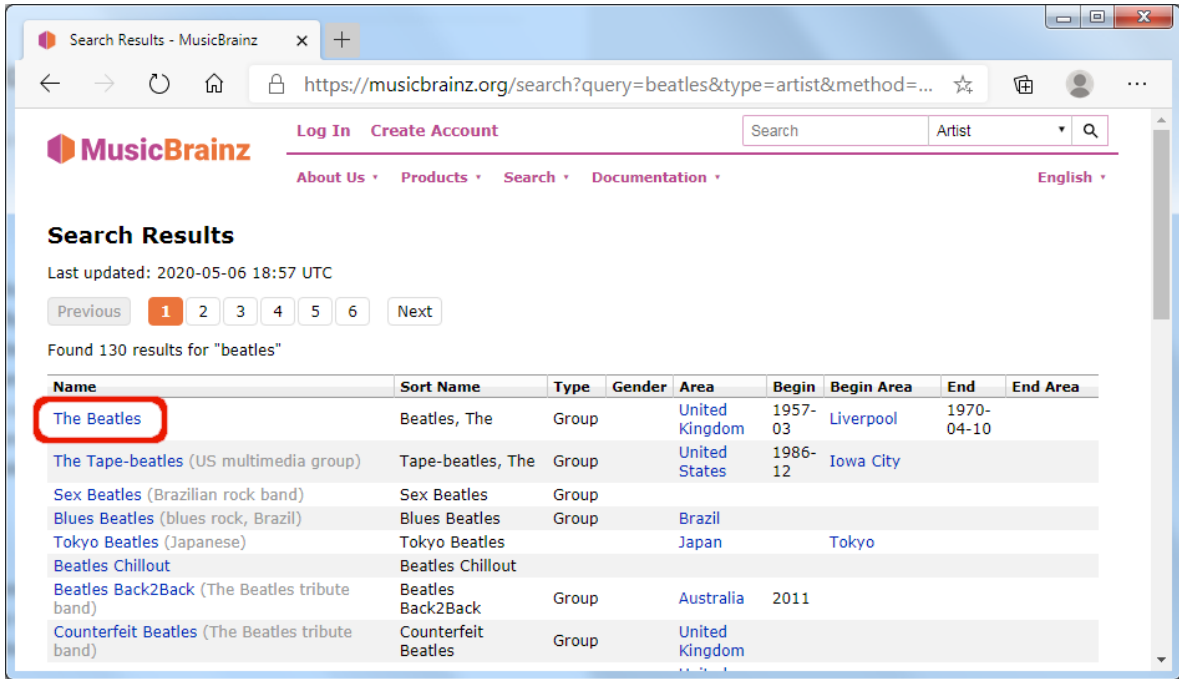 Search Results - MusicBrainz
https://musicbrainz.org/search?query=beatles&type=artist&method=...
MusicBrainz
Log In Create Account
Search Artist
About Us Products Search Documentation English
Search Results
Last updated: 2020-05-06 18:57 UTC
Previous 1 2 3 4 5 6 Next
Found 130 results for "beatles"
Name Sort Name Type Gender Area Begin Begin Area End End Area
The Beatles Beatles, The Group United Kingdom 1957-03 Liverpool 1970-04-10
The Tape-beatles (US multimedia group) Tape-beatles, The Group United States 1986-12 Iowa City
Sex Beatles (Brazilian rock band) Sex Beatles Group
Blues Beatles (blues rock, Brazil) Blues Beatles Group Brazil
Tokyo Beatles (Japanese) Tokyo Beatles Japan Tokyo
Beatles Chillout Beatles Chillout
Beatles Back2Back (The Beatles tribute band) Beatles Back2Back Group Australia 2011
Counterfeit Beatles (The Beatles tribute band) Counterfeit Beatles Group United Kingdom